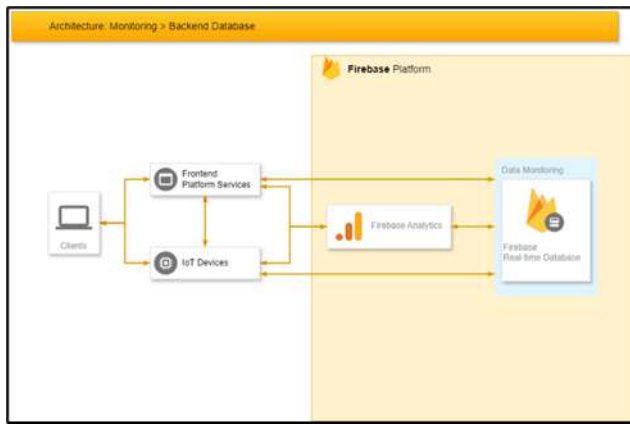 Architecture: Monitoring > Backend Database
Firebase Platform
Frontend
Platform Services
Data Monitoring
Clients
Firebase Analytics
IoT Devices
Firebase
Real-time Database